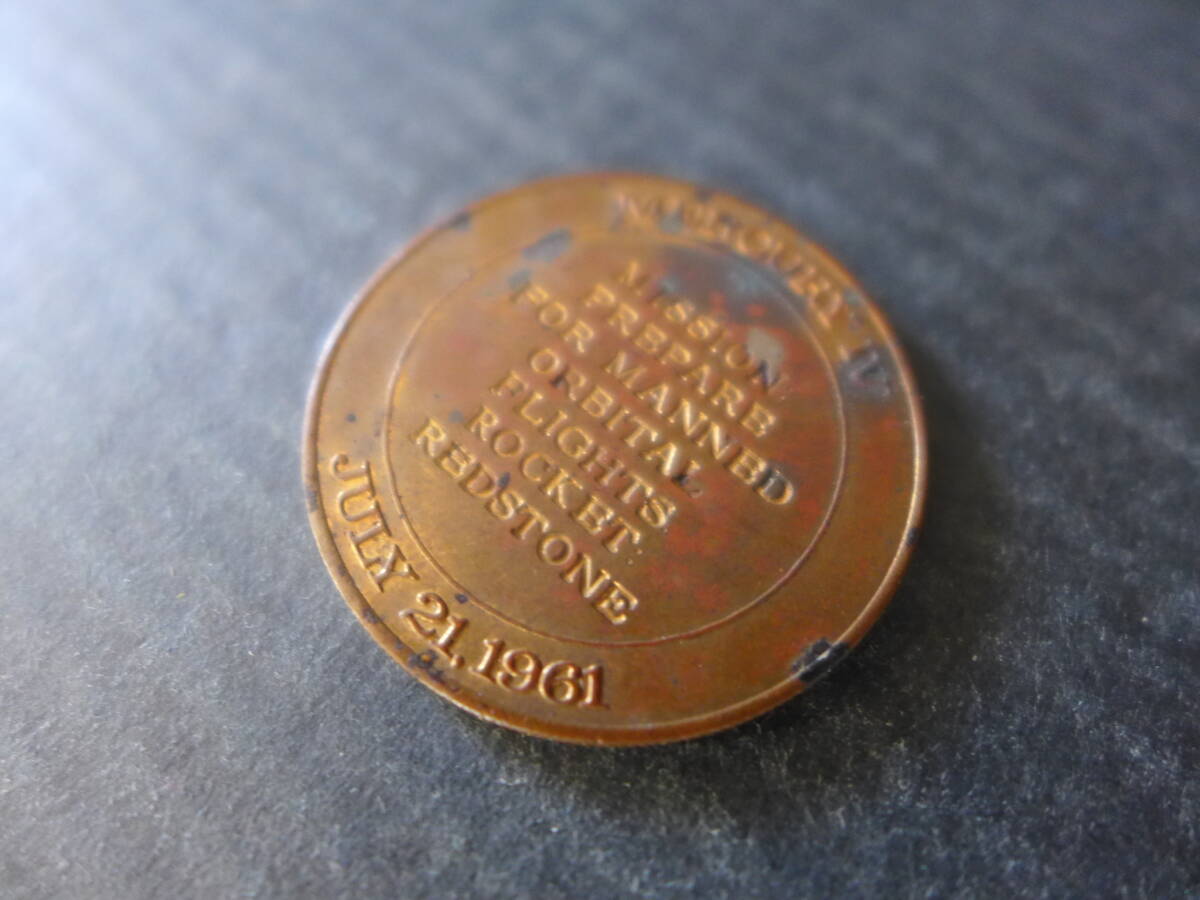 MERCURY IV
MISSION:
PREPARE
FOR MANNED
ORBITAL
FLIGHTS
ROCKET:
REDSTONE
JULY 21, 1961